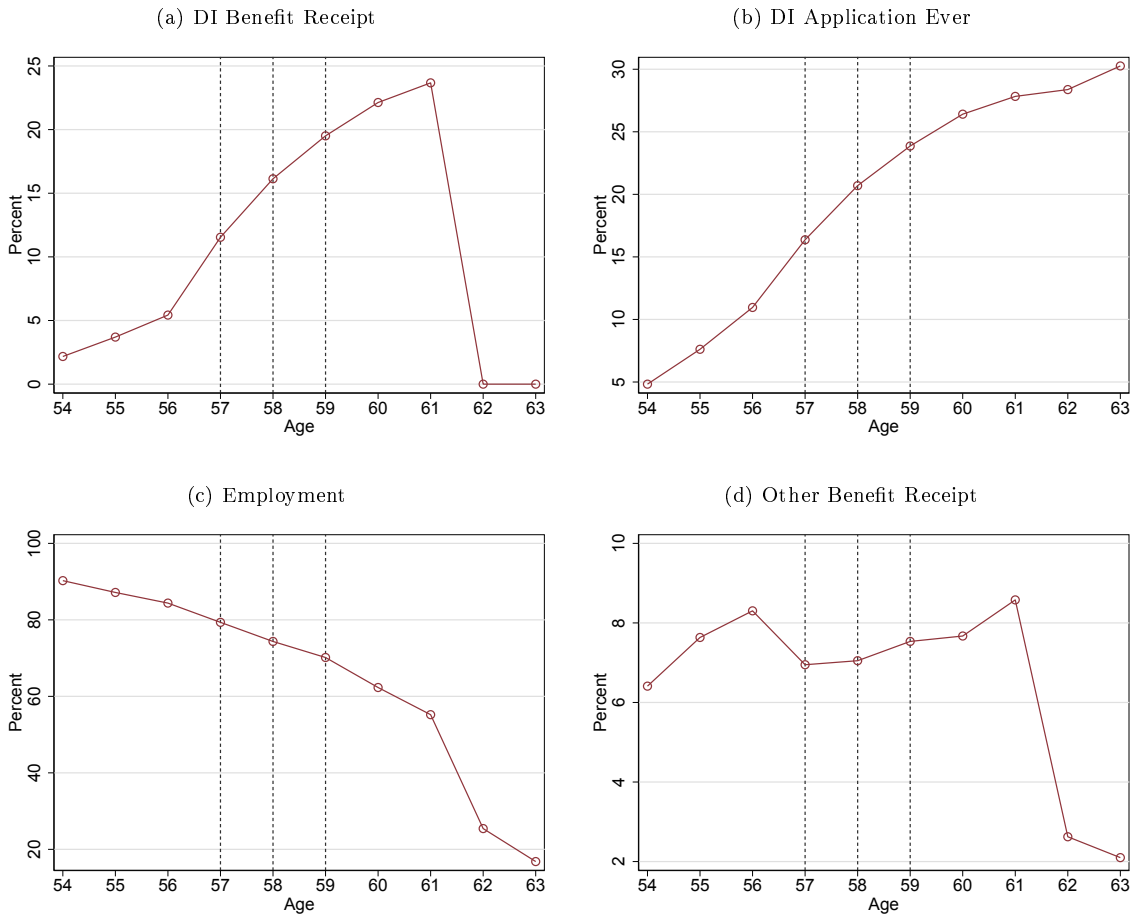 (a) DI Benefit Receipt
Percent
25
20
15
10
5
0
54 55 56 57 58 59 60 61 62 63
Age
(b) DI Application Ever
Percent
30
25
20
15
10
5
54 55 56 57 58 59 60 61 62 63
Age
(c) Employment
Percent
100
80
60
40
20
54 55 56 57 58 59 60 61 62 63
Age
(d) Other Benefit Receipt
Percent
10
8
6
4
2
54 55 56 57 58 59 60 61 62 63
Age